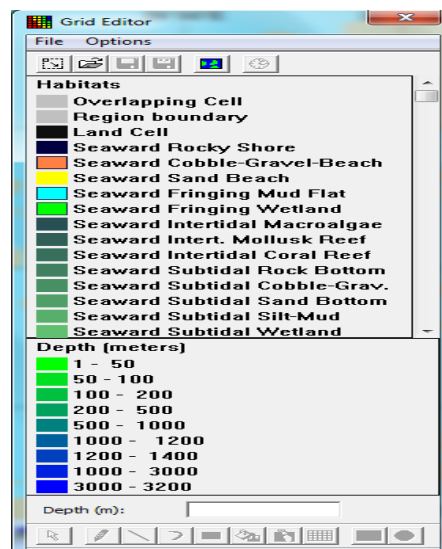 Grid Editor
File Options
Habitats
Overlapping Cell
Region boundary
Land Cell
Seaward Rocky Shore
Seaward Cobble-Gravel-Beach
Seaward Sand Beach
Seaward Fringing Mud Flat
Seaward Fringing Wetland
Seaward Intertidal Macroalgae
Seaward Intert. Mollusk Reef
Seaward Intertidal Coral Reef
Seaward Subtidal Rock Bottom
Seaward Subtidal Cobble-Grav.
Seaward Subtidal Sand Bottom
Seaward Subtidal Silt-Mud
Seaward Subtidal Wetland
Depth (meters)
1 - 50
50 - 100
100 - 200
200 - 500
500 - 1000
1000 - 1200
1200 - 1400
1000 - 3000
3000 - 3200
Depth (m):